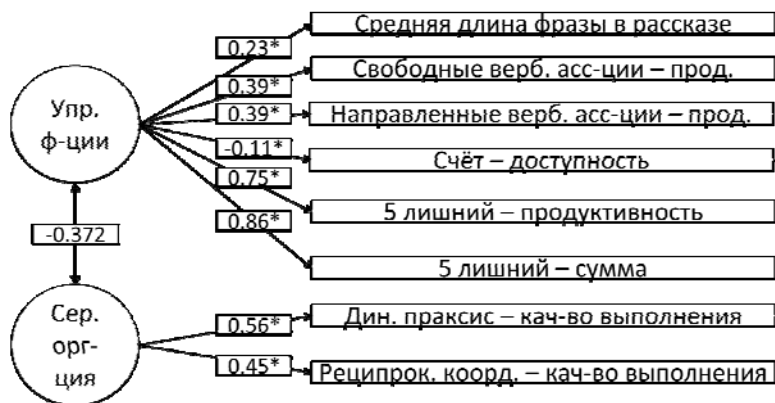 Средняя длина фразы в рассказе
0.23*
Свободные верб. асс-ции – прод.
0.39*
Упр.
ф-ции
Направленные верб. асс-ции – прод.
0.39*
-0.11*
Счёт – доступность
0.75*
5 лишний – продуктивность
0.86*
-0.372
5 лишний – сумма
Сер.
орг-
ция
0.56*
Дин. праксис – кач-во выполнения
0.45*
Реципрок. коорд. – кач-во выполнения